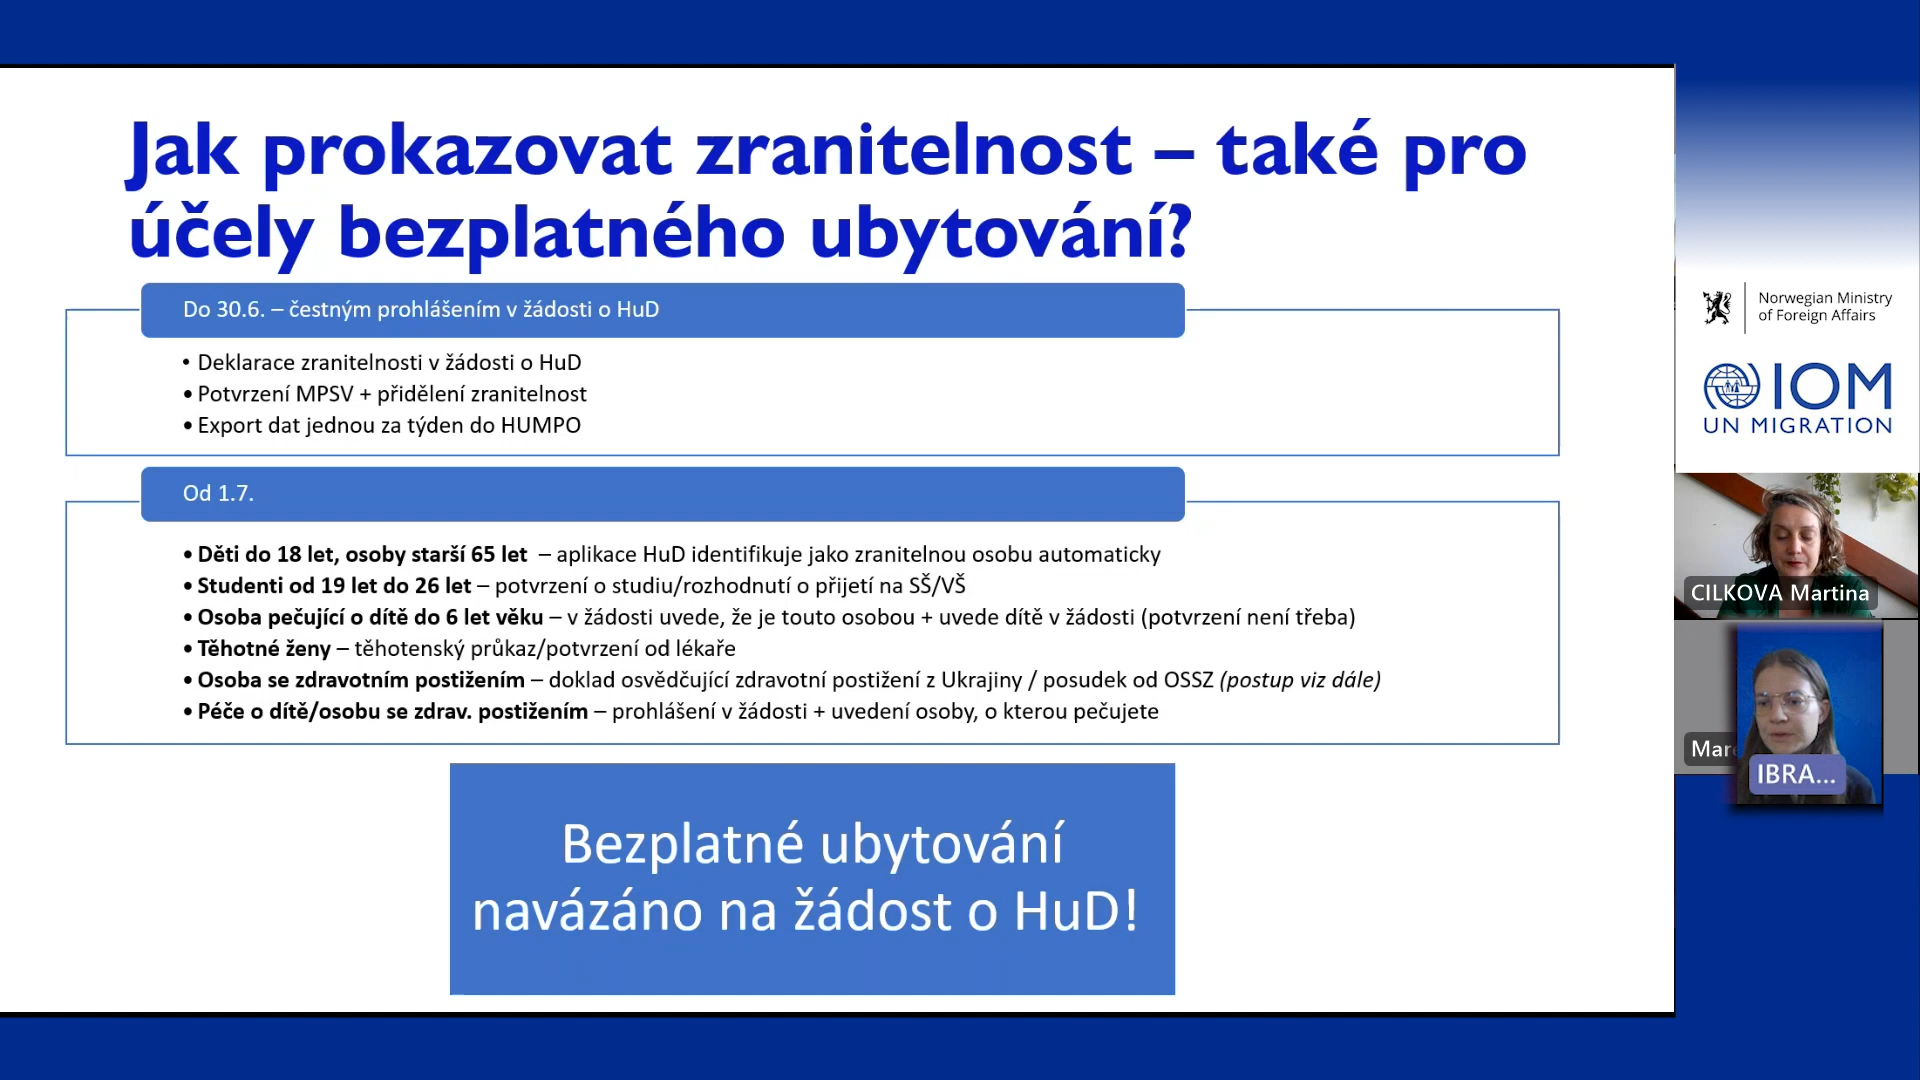 Jak prokazovat zranitelnost – také pro
účely bezplatného ubytování?
Do 30.6. – čestným prohlášením v žádosti o HuD
• Deklarace zranitelnosti v žádosti o HuD
• Potvrzení MPSV + přidělení zranitelnost
• Export dat jednou za týden do HUMPO
Od 1.7.
• Děti do 18 let, osoby starší 65 let – aplikace HuD identifikuje jako zranitelnou osobu automaticky
• Studenti od 19 let do 26 let – potvrzení o studiu/rozhodnutí o přijetí na SŠ/VŠ
• Osoba pečující o dítě do 6 let věku – v žádosti uvede, že je touto osobou + uvede dítě v žádosti (potvrzení není třeba)
• Těhotné ženy – těhotenský průkaz/potvrzení od lékaře
• Osoba se zdravotním postižením – doklad osvědčující zdravotní postižení z Ukrajiny / posudek od OSSZ (postup viz dále)
• Péče o dítě/osobu se zdrav. postižením – prohlášení v žádosti + uvedení osoby, o kterou pečujete
Bezplatné ubytování
navázáno na žádost o HuD!
Norwegian Ministry
of Foreign Affairs
IOM
UN MIGRATION
CILKOVA Martina
Mar
IBRA...